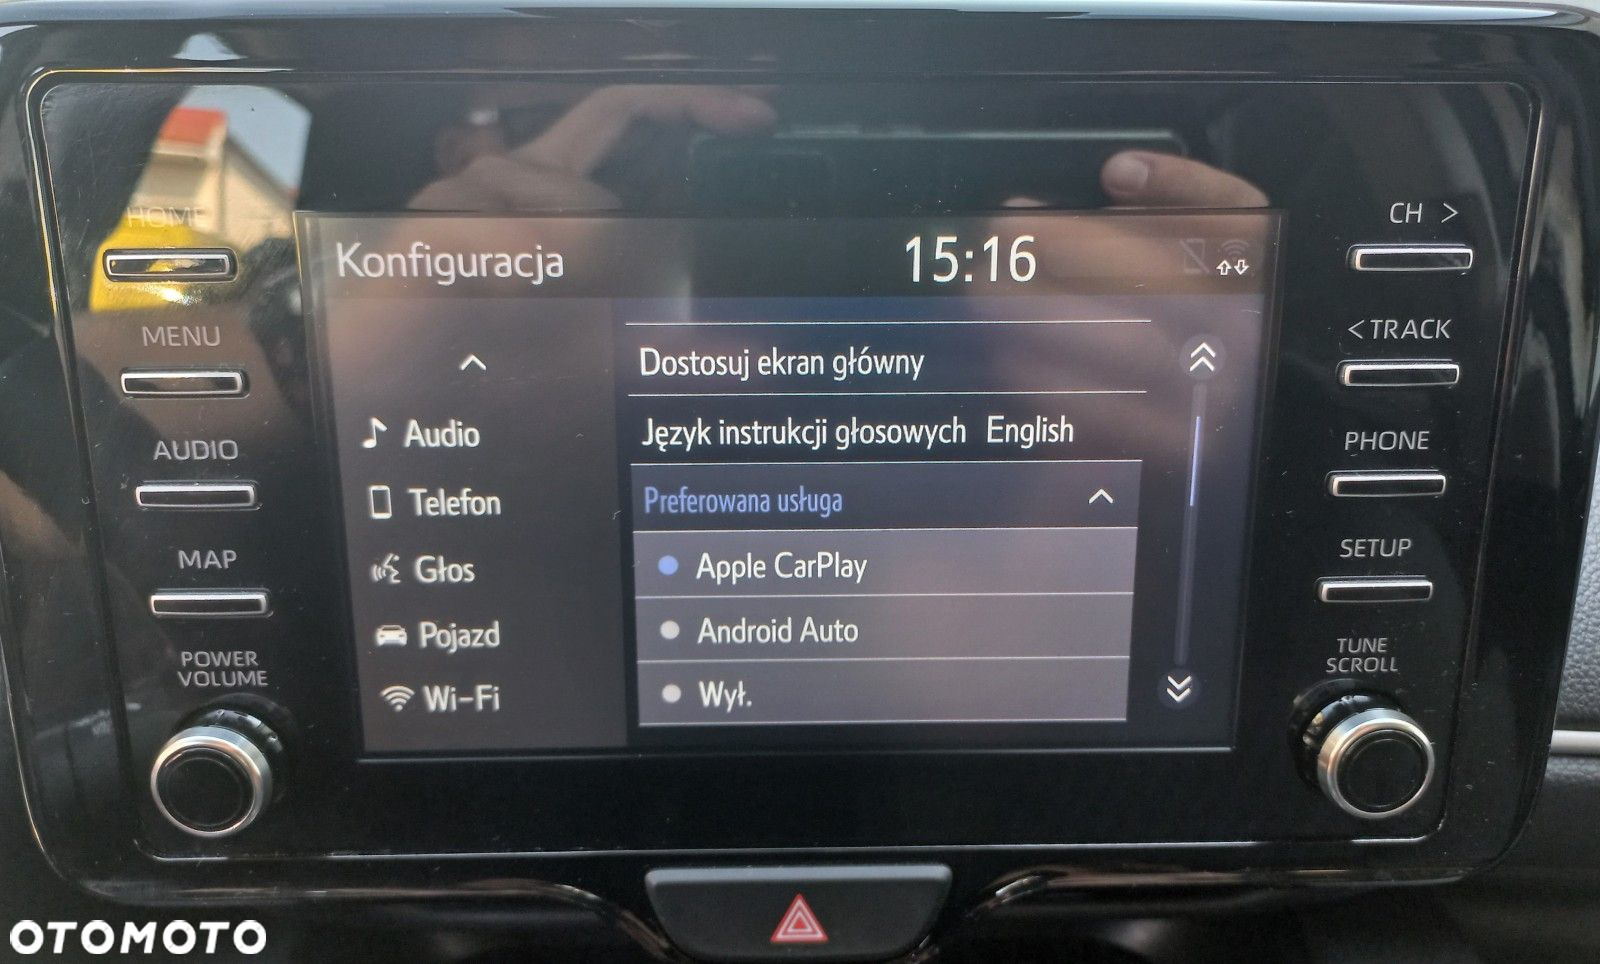 HOME
MENU
AUDIO
MAP
POWER
VOLUME
Konfiguracja
15:16
Audio
Telefon
Głos
Pojazd
Wi-Fi
Dostosuj ekran główny
Język instrukcji głosowych English
Preferowana usługa
Apple CarPlay
Android Auto
Wył.
CH >
< TRACK
PHONE
SETUP
TUNE
SCROLL
OTOMOTO